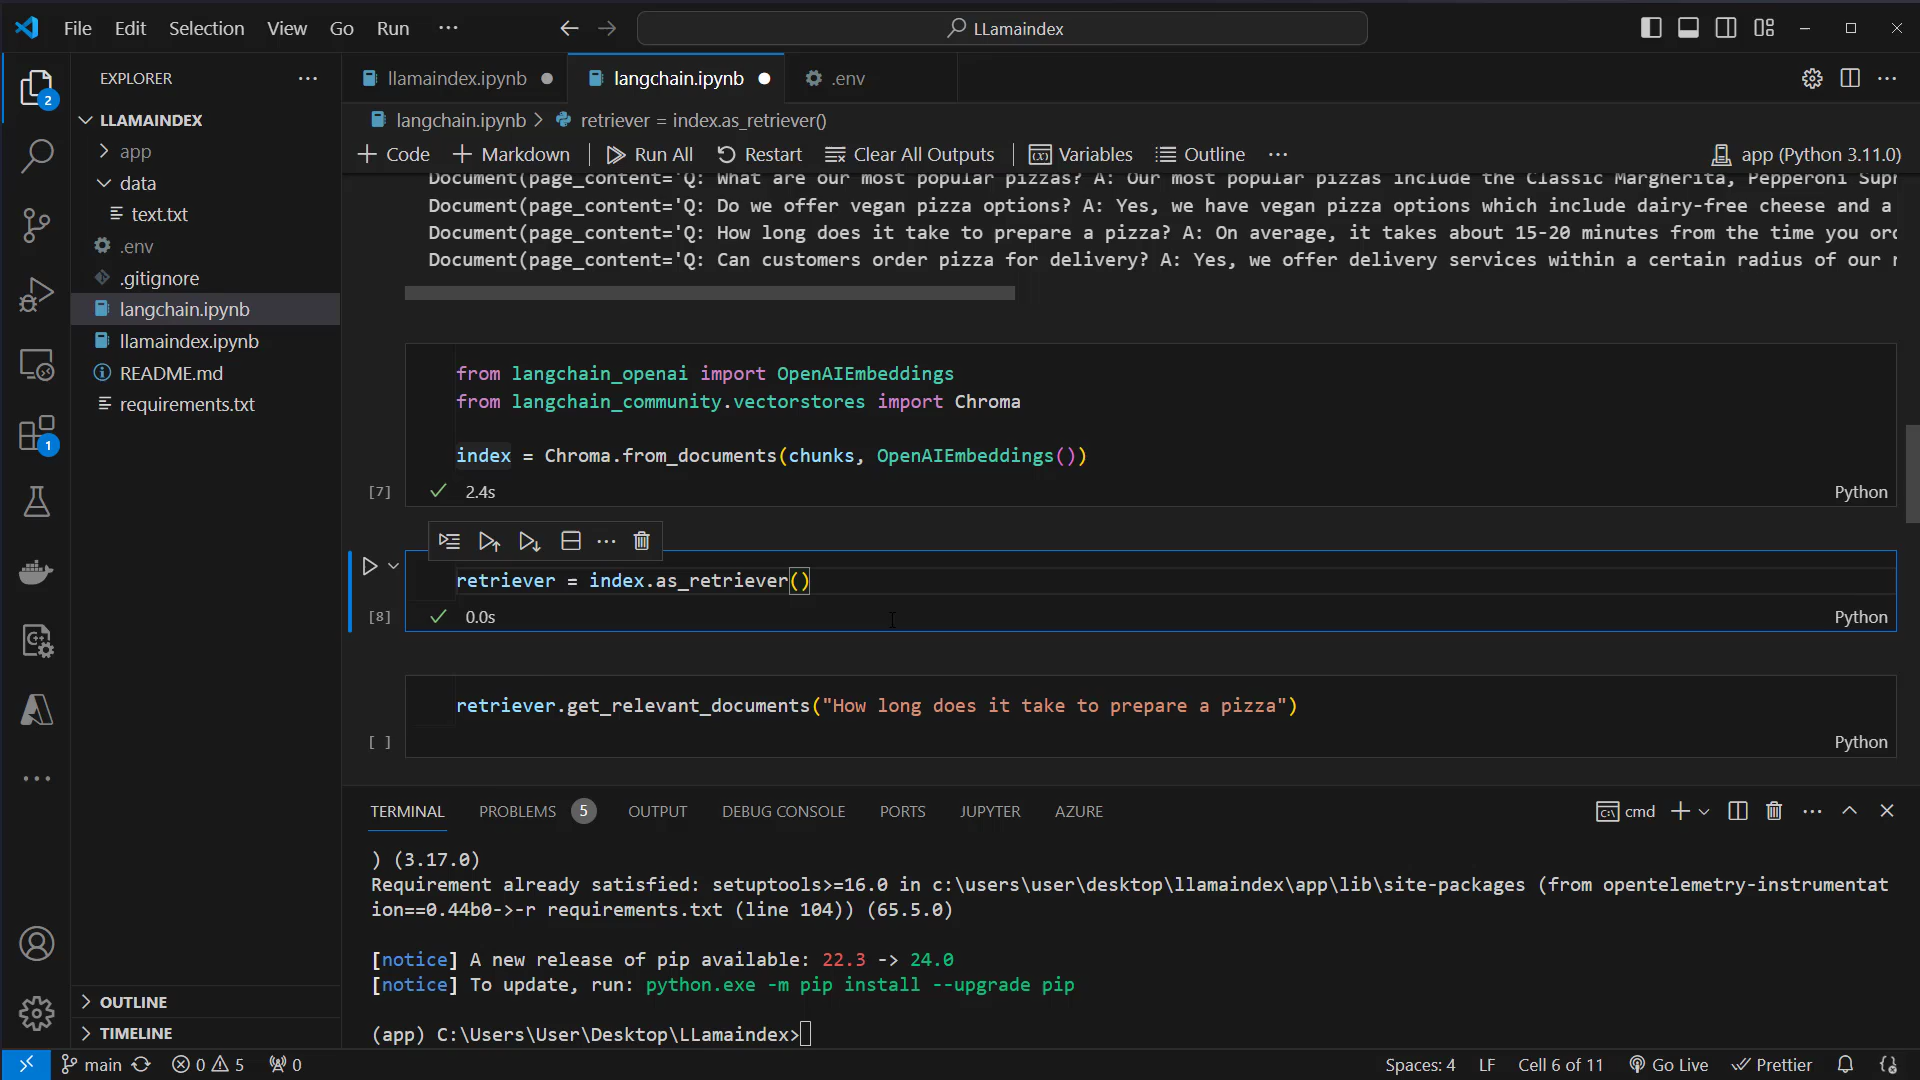 File Edit Selection View Go Run ··· LLamaindex
EXPLORER ···
LLAMAINDEX
app
data
text.txt
.env
.gitignore
langchain.ipynb
llamaindex.ipynb
README.md
requirements.txt
OUTLINE
TIMELINE
2
1
llamaindex.ipynb langchain.ipynb .env
langchain.ipynb > retriever = index.as_retriever()
+ Code + Markdown Run All Restart Clear All Outputs Variables Outline ··· app (Python 3.11.0)
Document(page_content='Q: What are our most popular pizzas? A: Our most popular pizzas include the Classic Margherita, Pepperoni Supr
Document(page_content='Q: Do we offer vegan pizza options? A: Yes, we have vegan pizza options which include dairy-free cheese and a
Document(page_content='Q: How long does it take to prepare a pizza? A: On average, it takes about 15-20 minutes from the time you orc
Document(page_content='Q: Can customers order pizza for delivery? A: Yes, we offer delivery services within a certain radius of our r
from langchain_openai import OpenAIEmbeddings
from langchain_community.vectorstores import Chroma
index = Chroma.from_documents(chunks, OpenAIEmbeddings())
[7] 2.4s Python
retriever = index.as_retriever()
[8] 0.0s Python
retriever.get_relevant_documents("How long does it take to prepare a pizza")
[ ] Python
TERMINAL PROBLEMS 5 OUTPUT DEBUG CONSOLE PORTS JUPYTER AZURE cmd
) (3.17.0)
Requirement already satisfied: setuptools>=16.0 in c:\users\user\desktop\llamaindex\app\lib\site-packages (from opentelemetry-instrumentat
ion==0.44b0->-r requirements.txt (line 104)) (65.5.0)
[notice] A new release of pip available: 22.3 -> 24.0
[notice] To update, run: python.exe -m pip install --upgrade pip
(app) C:\Users\User\Desktop\LLamaindex>
main 0 5 0 Spaces: 4 LF Cell 6 of 11 Go Live Prettier